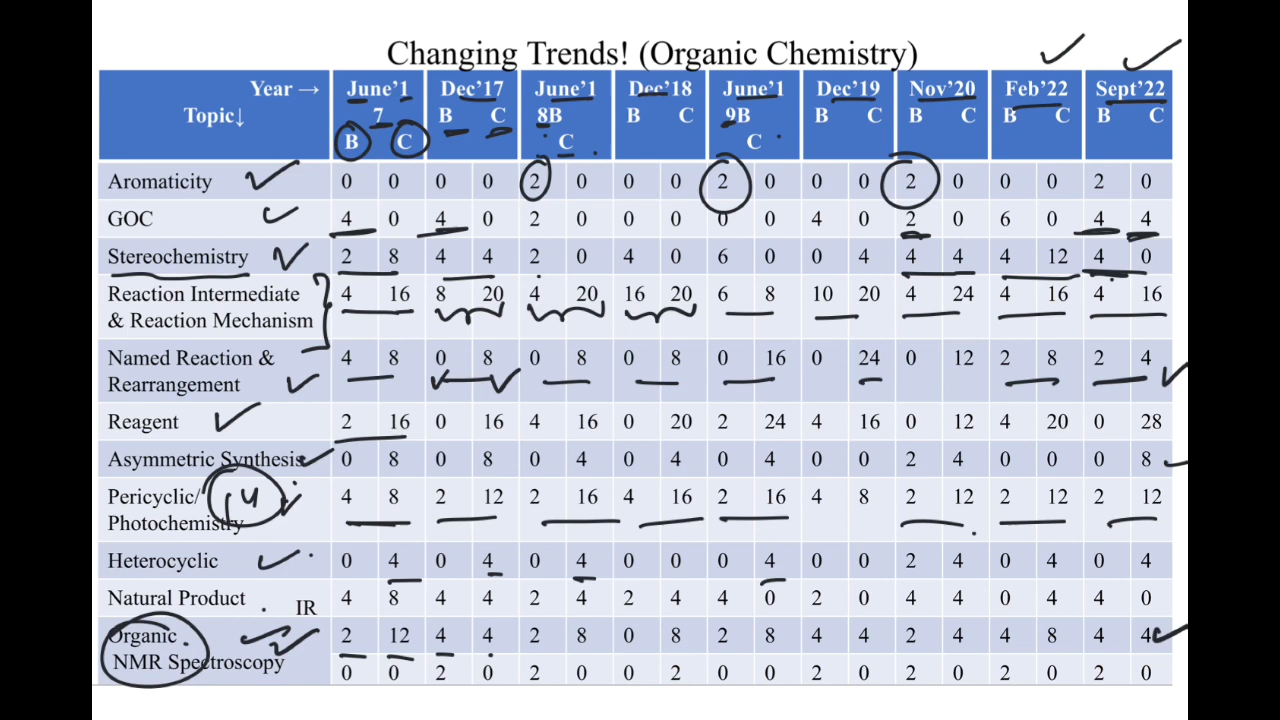 Changing Trends! (Organic Chemistry)
Year → June'1 Dec'17 June'1 Dec'18 June'1 Dec'19 Nov'20 Feb'22 Sept'22
Topic↓ 7 B C 8B B C 9B B C B C B C B C
B C C C
Aromaticity 0 0 0 0 2 0 0 0 2 0 0 0 2 0 0 0 2 0
GOC 4 0 4 0 2 0 0 0 0 0 4 0 2 0 6 0 4 4
Stereochemistry 2 8 4 4 2 0 4 0 6 0 0 4 4 4 4 12 4 0
Reaction Intermediate 4 16 8 20 4 20 16 20 6 8 10 20 4 24 4 16 4 16
& Reaction Mechanism
Named Reaction & 4 8 0 8 0 8 0 8 0 16 0 24 0 12 2 8 2 4
Rearrangement
Reagent 2 16 0 16 4 16 0 20 2 24 4 16 0 12 4 20 0 28
Asymmetric Synthesis 0 8 0 8 0 4 0 4 0 4 0 0 2 4 0 0 0 8
Pericyclic/ 14 4 8 2 12 2 16 4 16 2 16 4 8 2 12 2 12 2 12
Photochemistry
Heterocyclic 0 4 0 4 0 4 0 0 0 4 0 0 2 4 0 4 0 4
Natural Product IR 4 8 4 4 2 4 2 4 4 0 2 0 4 4 0 4 4 0
Organic 2 12 4 4 2 8 0 8 2 8 4 4 2 4 4 8 4 4
NMR Spectroscopy 0 0 2 0 2 0 0 2 0 0 2 0 2 0 2 0 2 0